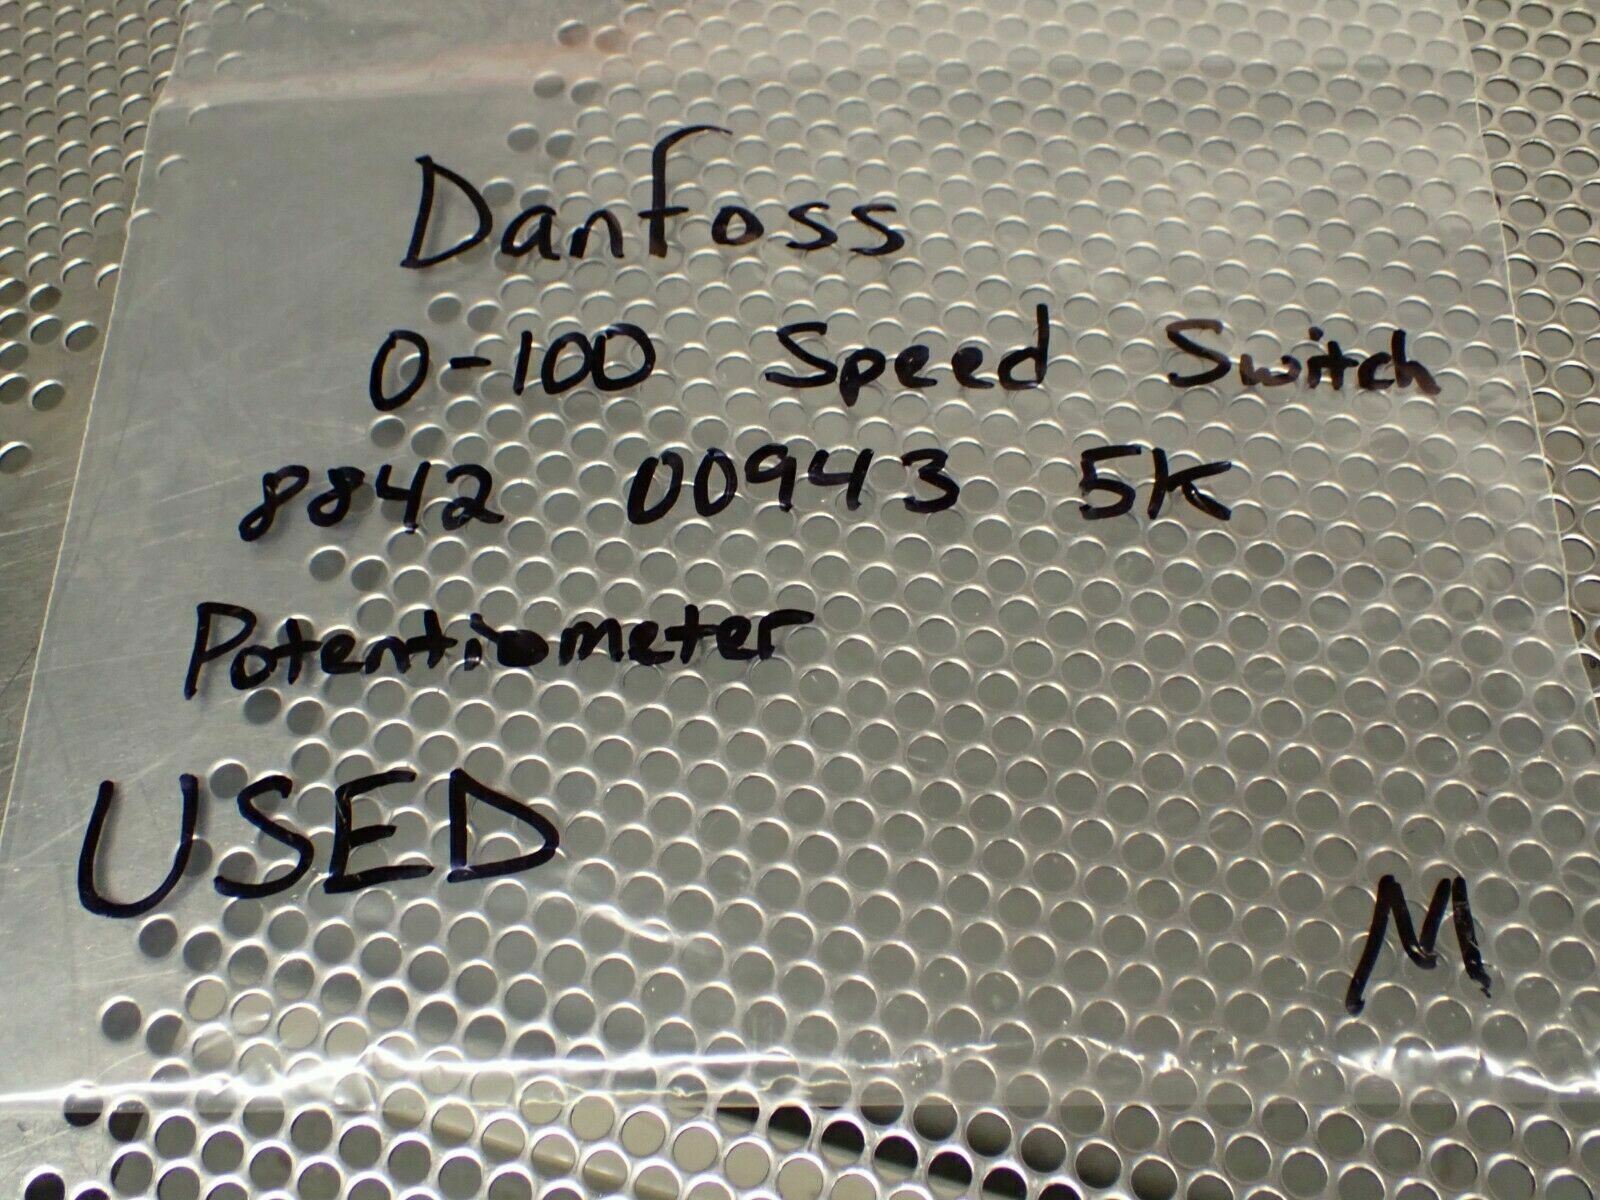 Danfoss
0-100 Speed Switch
8842 00943 5K
Potentiometer
USED
M